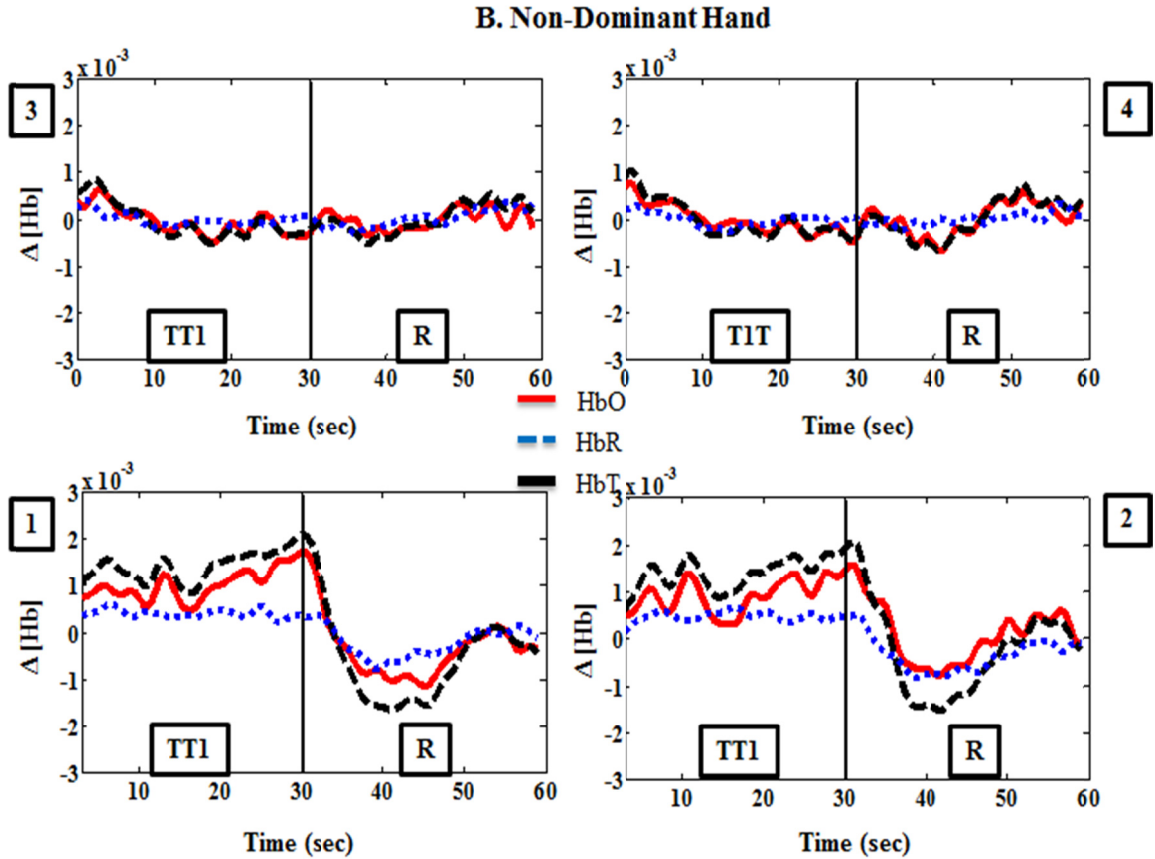 B. Non-Dominant Hand
3 x 10^-3
3
2
1
0
-1
-2
-3
Δ [Hb]
TT1
R
0 10 20 30 40 50 60
Time (sec)
3 x 10^-3
4
2
1
0
-1
-2
-3
Δ [Hb]
T1T
R
0 10 20 30 40 50 60
Time (sec)
HbO
HbR
HbT
3 x 10^-3
1
2
1
0
-1
-2
-3
Δ [Hb]
TT1
R
10 20 30 40 50 60
Time (sec)
3 x 10^-3
2
2
1
0
-1
-2
-3
Δ [Hb]
TT1
R
10 20 30 40 50 60
Time (sec)